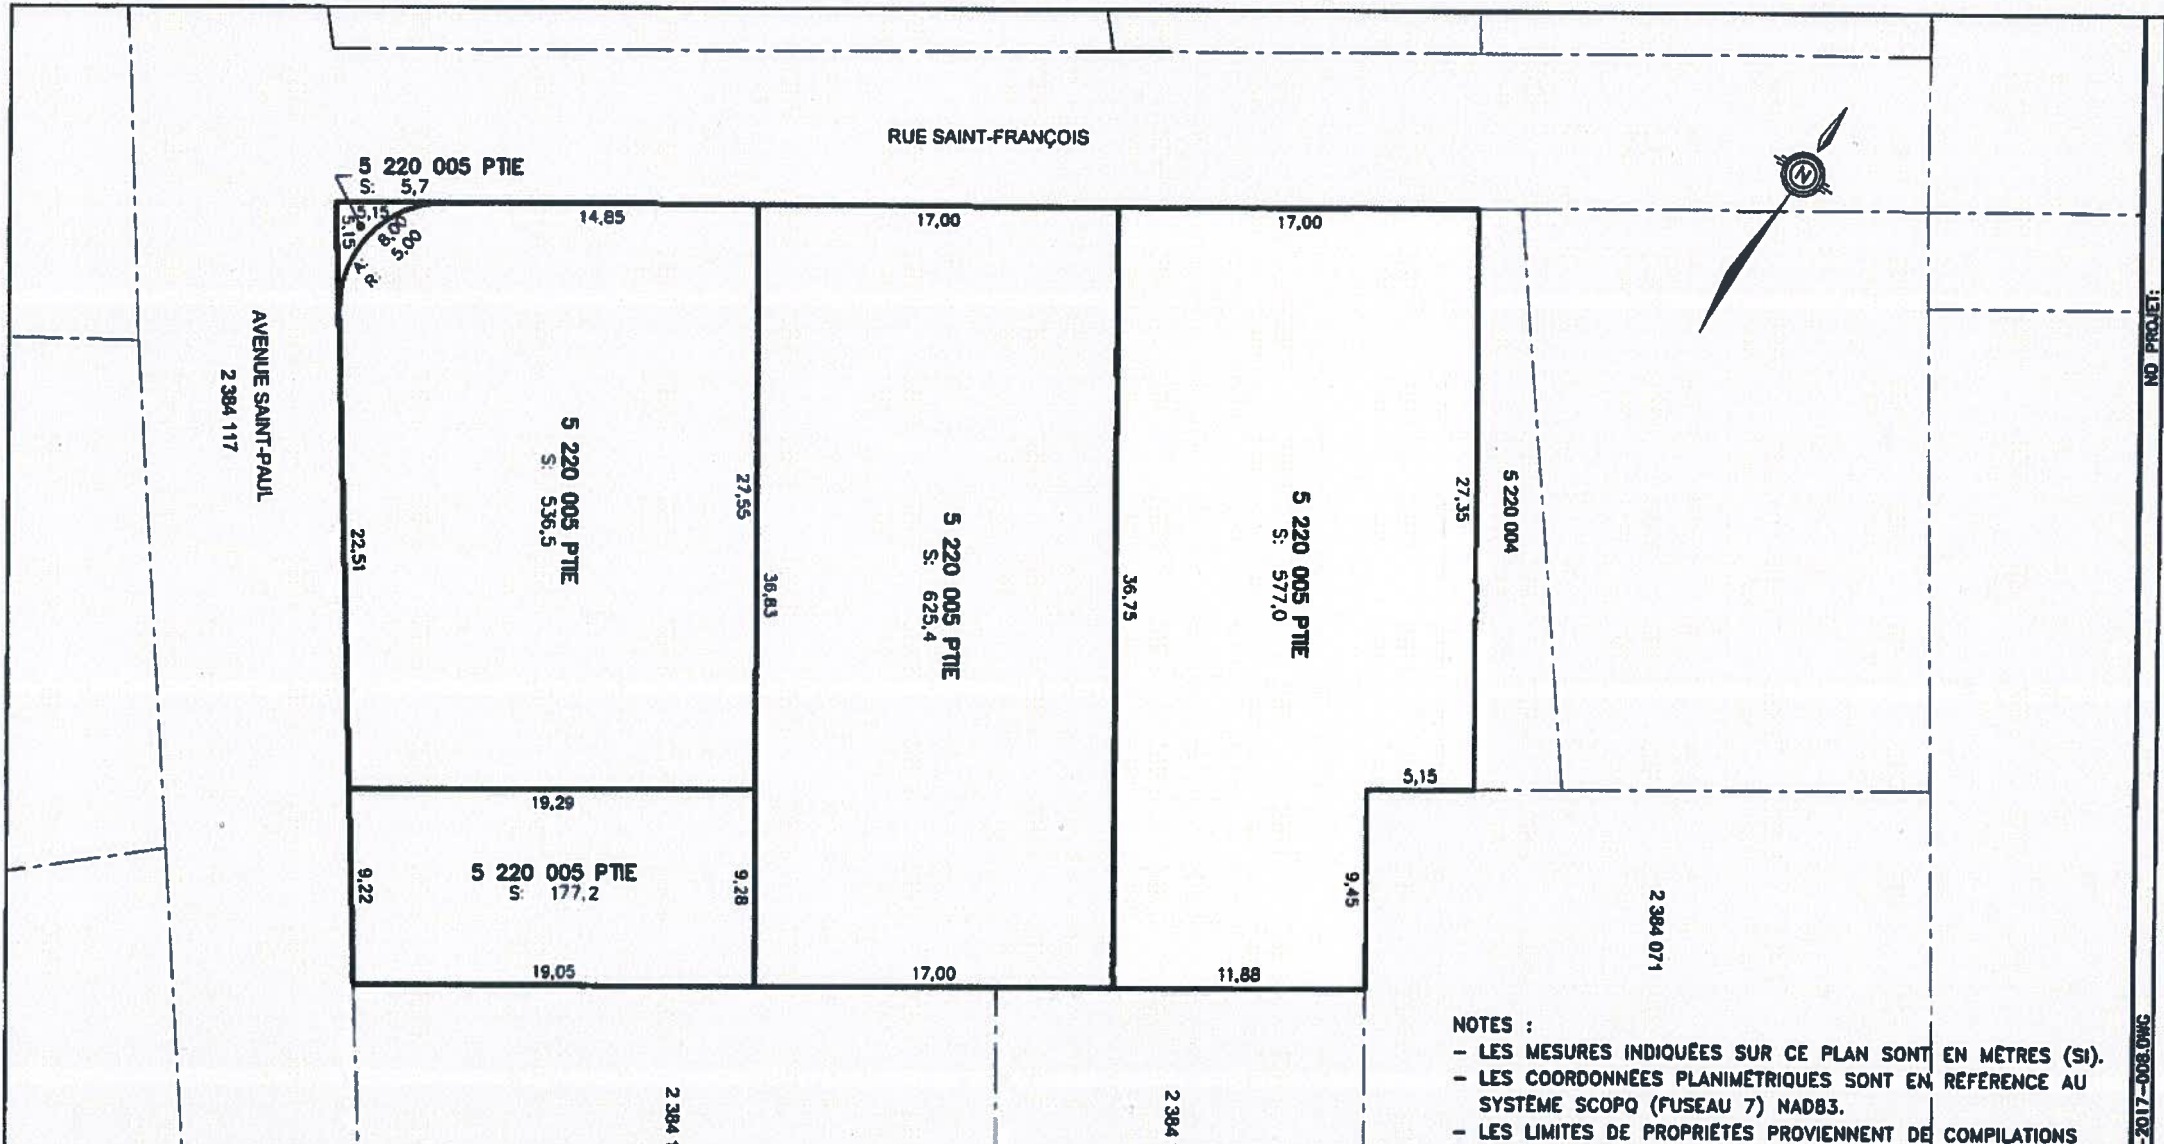 RUE SAINT-FRANÇOIS
5 220 005 PTIE
S: 5,7
5,15
5,15
A: 8,00
R: 5,00
14,85
17,00
17,00
N
AVENUE SAINT-PAUL
2 384 117
22,51
5 220 005 PTIE
S: 536,5
27,55
36,83
5 220 005 PTIE
S: 625,4
36,75
5 220 005 PTIE
S: 577,0
27,35
5 220 004
5,15
19,29
9,22
5 220 005 PTIE
S: 177,2
9,28
9,45
2 384 071
19,05
17,00
11,88
2 384
2 384
NOTES :
- LES MESURES INDIQUÉES SUR CE PLAN SONT EN MÈTRES (SI).
- LES COORDONNÉES PLANIMÉTRIQUES SONT EN RÉFÉRENCE AU
SYSTÈME SCOPQ (FUSEAU 7) NAD83.
- LES LIMITES DE PROPRIÉTÉS PROVIENNENT DE COMPILATIONS
NO PROJET:
2017-008.DWG